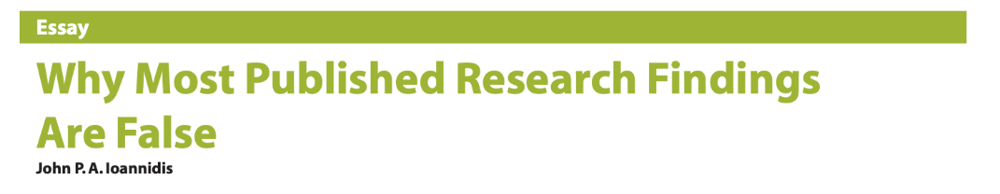 Essay
Why Most Published Research Findings
Are False
John P. A. Ioannidis